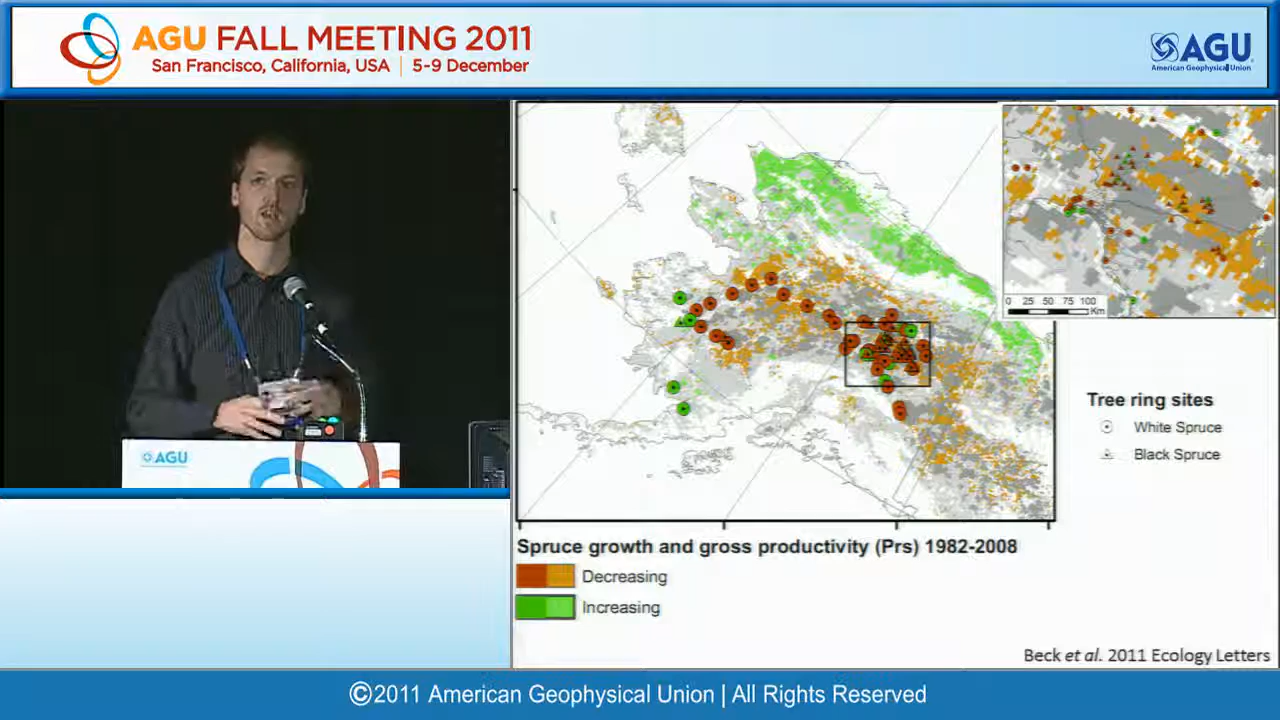 AGU FALL MEETING 2011
San Francisco, California, USA | 5-9 December
AGU
American Geophysical Union
AGU
0 25 50 75 100
Km
Tree ring sites
White Spruce
Black Spruce
Spruce growth and gross productivity (Prs) 1982-2008
Decreasing
Increasing
Beck et al. 2011 Ecology Letters
©2011 American Geophysical Union | All Rights Reserved